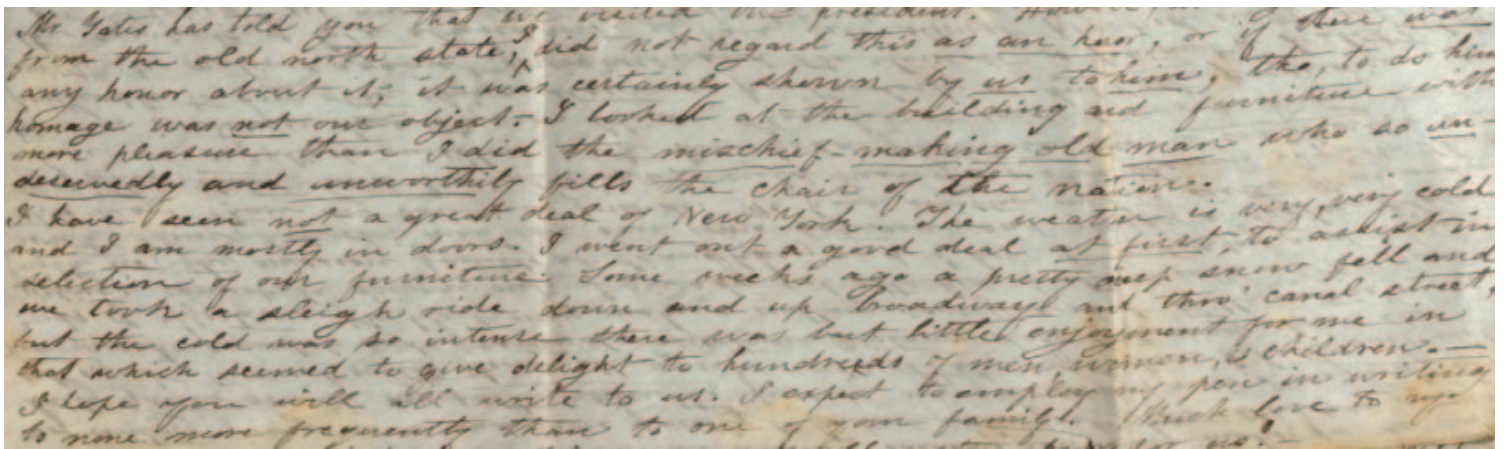 Mr Yates has told you that we visited the president. How
from the old north state, I did not regard this as an honor, or if there was
any honor about it; it was certainly shown by us to him, tho, to do him
homage was not our object. I looked at the building and furniture with
more pleasure than I did the mischief-making old man who so un-
deservedly and unworthily fills the chair of the nation.
I have seen not a great deal of New York. The weather is very, very cold
and I am mostly in doors. I went out a good deal at first, to assist in
selection of our furniture Some weeks ago a pretty deep snow fell and
we took a sleigh ride down and up Broadway and thro' canal street,
but the cold was so intense there was but little enjoyment for me in
that which seemed to give delight to hundreds of men, women, & children.—
I hope you will all write to us. I expect to employ my pen in writing
to none more frequently than to one of your family. Much love to
for us.